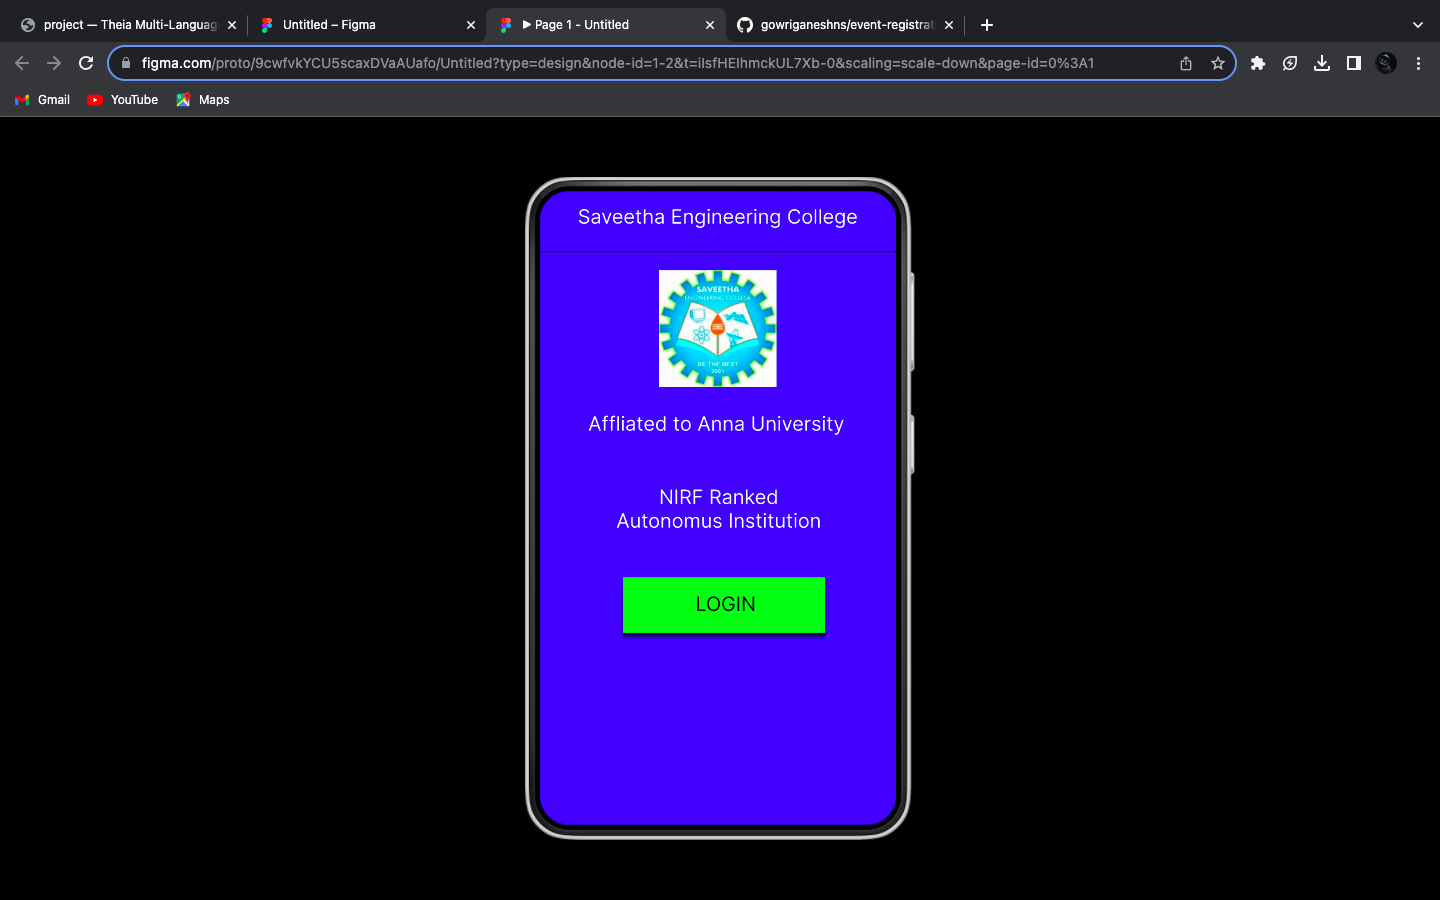 project — Theia Multi-Langua
Untitled – Figma
Page 1 - Untitled
gowriganeshns/event-registrat
figma.com/proto/9cwfvkYCU5scaxDVaAUafo/Untitled?type=design&node-id=1-2&t=iIsfHElhmckUL7Xb-0&scaling=scale-down&page-id=0%3A1
Gmail
YouTube
Maps
Saveetha Engineering College
SAVEETHA
ENGINEERING COLLEGE
BE THE BEST
2001
Affliated to Anna University
NIRF Ranked
Autonomus Institution
LOGIN